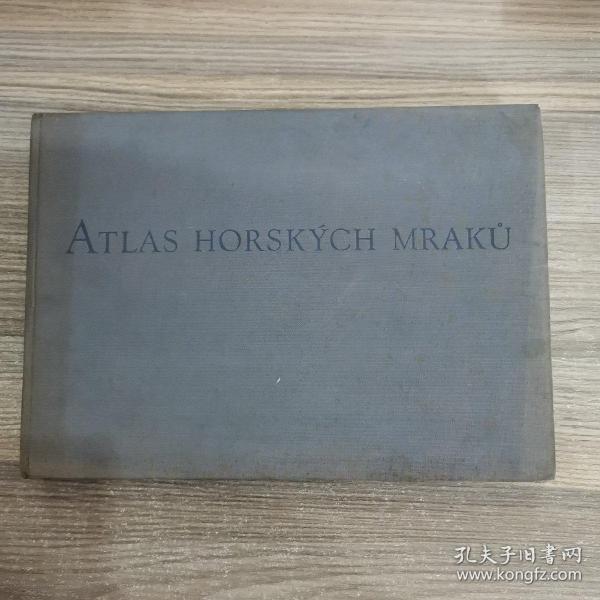 ATLAS HORSKÝCH MRAKŮ
孔夫子旧书网
www.kongfz.com